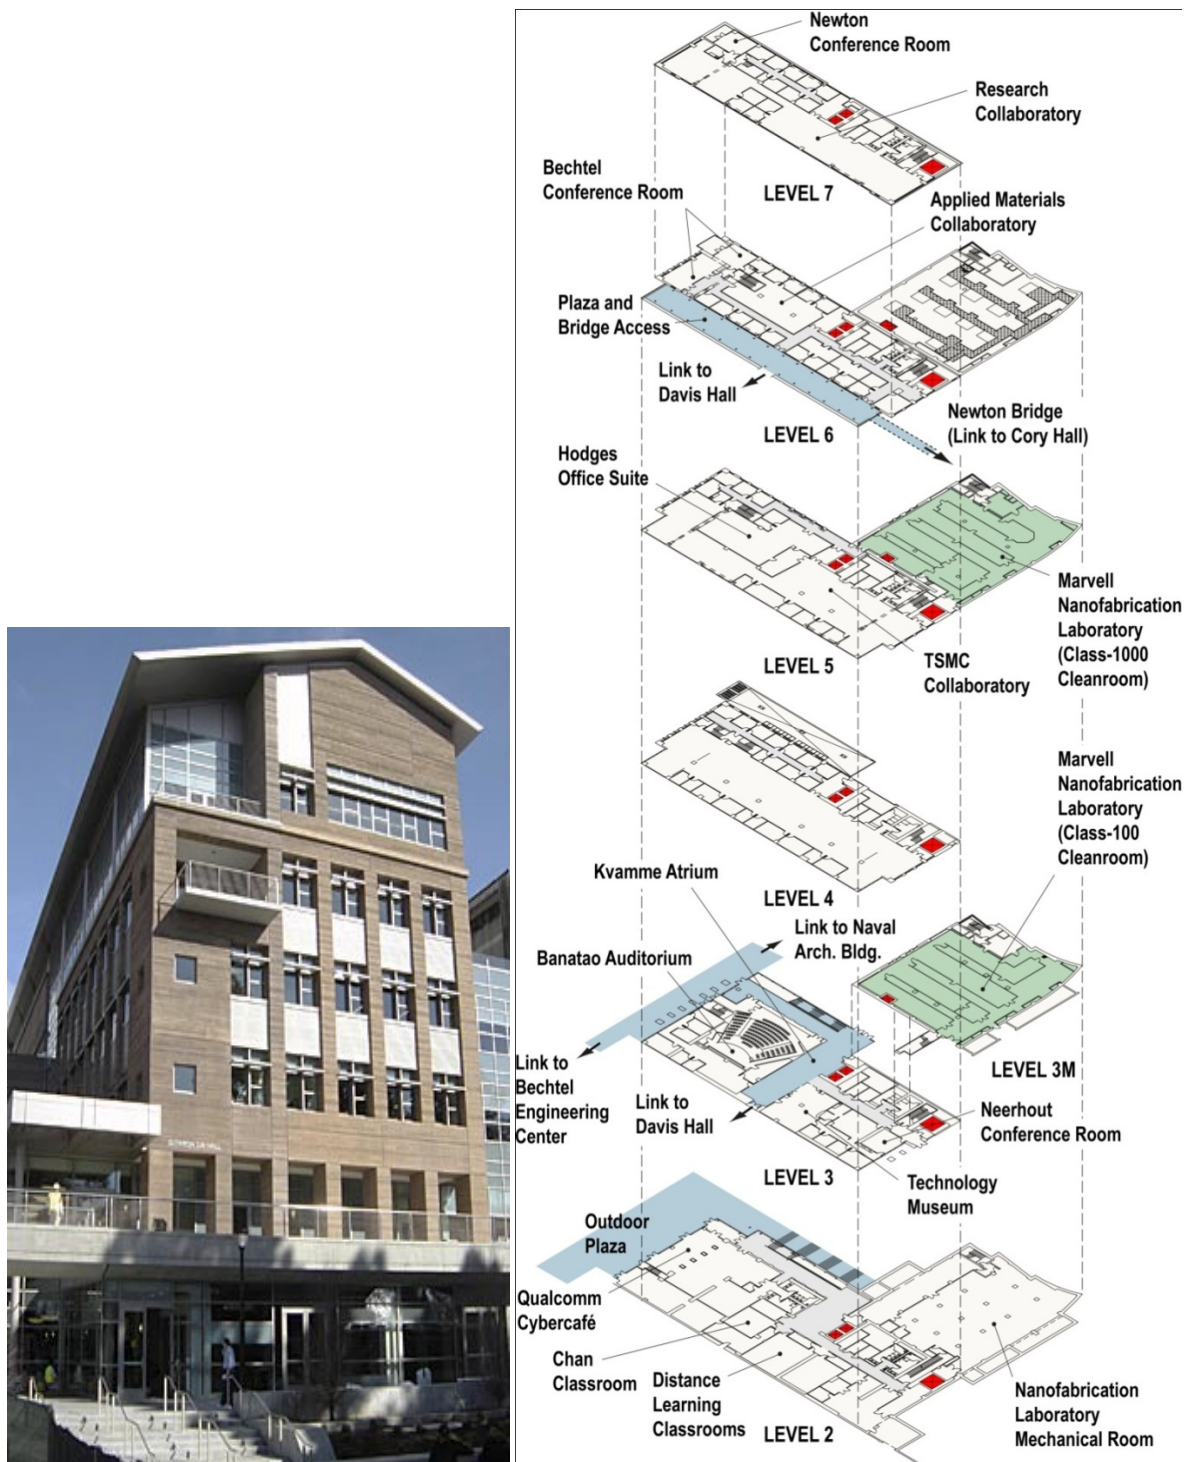 Newton
Conference Room
Research
Collaboratory
LEVEL 7
Bechtel
Conference Room
Applied Materials
Collaboratory
Plaza and
Bridge Access
Link to
Davis Hall
Newton Bridge
(Link to Cory Hall)
LEVEL 6
Hodges
Office Suite
Marvell
Nanofabrication
Laboratory
(Class-1000
Cleanroom)
TSMC
Collaboratory
LEVEL 5
Marvell
Nanofabrication
Laboratory
(Class-100
Cleanroom)
LEVEL 4
Kvamme Atrium
Link to Naval
Arch. Bldg.
Banatao Auditorium
Link to
Bechtel
Engineering
Center
Link to
Davis Hall
LEVEL 3M
Neerhout
Conference Room
Technology
Museum
LEVEL 3
Outdoor
Plaza
Qualcomm
Cybercafé
Chan
Classroom
Distance
Learning
Classrooms
LEVEL 2
Nanofabrication
Laboratory
Mechanical Room